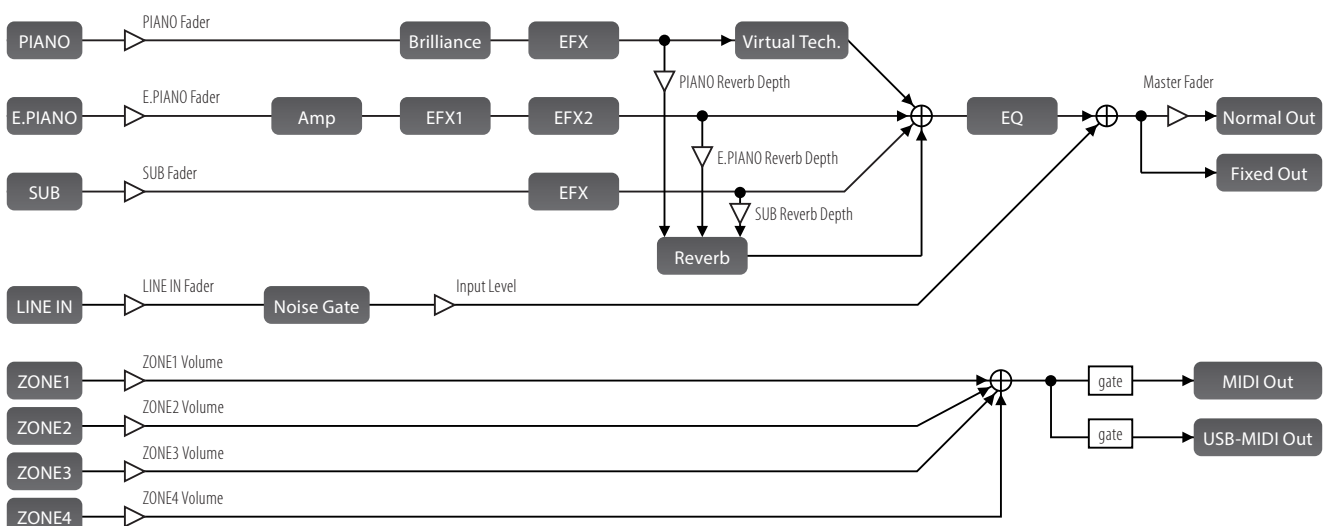 PIANO Fader
PIANO
Brilliance
EFX
Virtual Tech.
PIANO Reverb Depth
Master Fader
E.PIANO Fader
E.PIANO
Amp
EFX1
EFX2
EQ
Normal Out
E.PIANO Reverb Depth
SUB Fader
SUB
EFX
Fixed Out
SUB Reverb Depth
Reverb
LINE IN Fader
Input Level
LINE IN
Noise Gate
ZONE1 Volume
ZONE1
gate
MIDI Out
ZONE2 Volume
ZONE2
gate
USB-MIDI Out
ZONE3 Volume
ZONE3
ZONE4 Volume
ZONE4